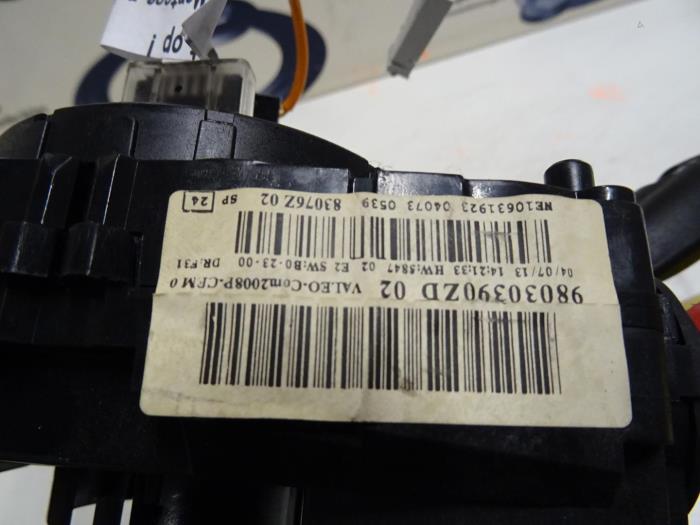 98030390ZD 02 VALEO-Com2008P-CFM 0
04/07/13 14:21:33 HW:5847 02 E2 SW:B0-23-00 DR:F31
NE10631923 04073 0539 83076Z 02 SP 24
op!